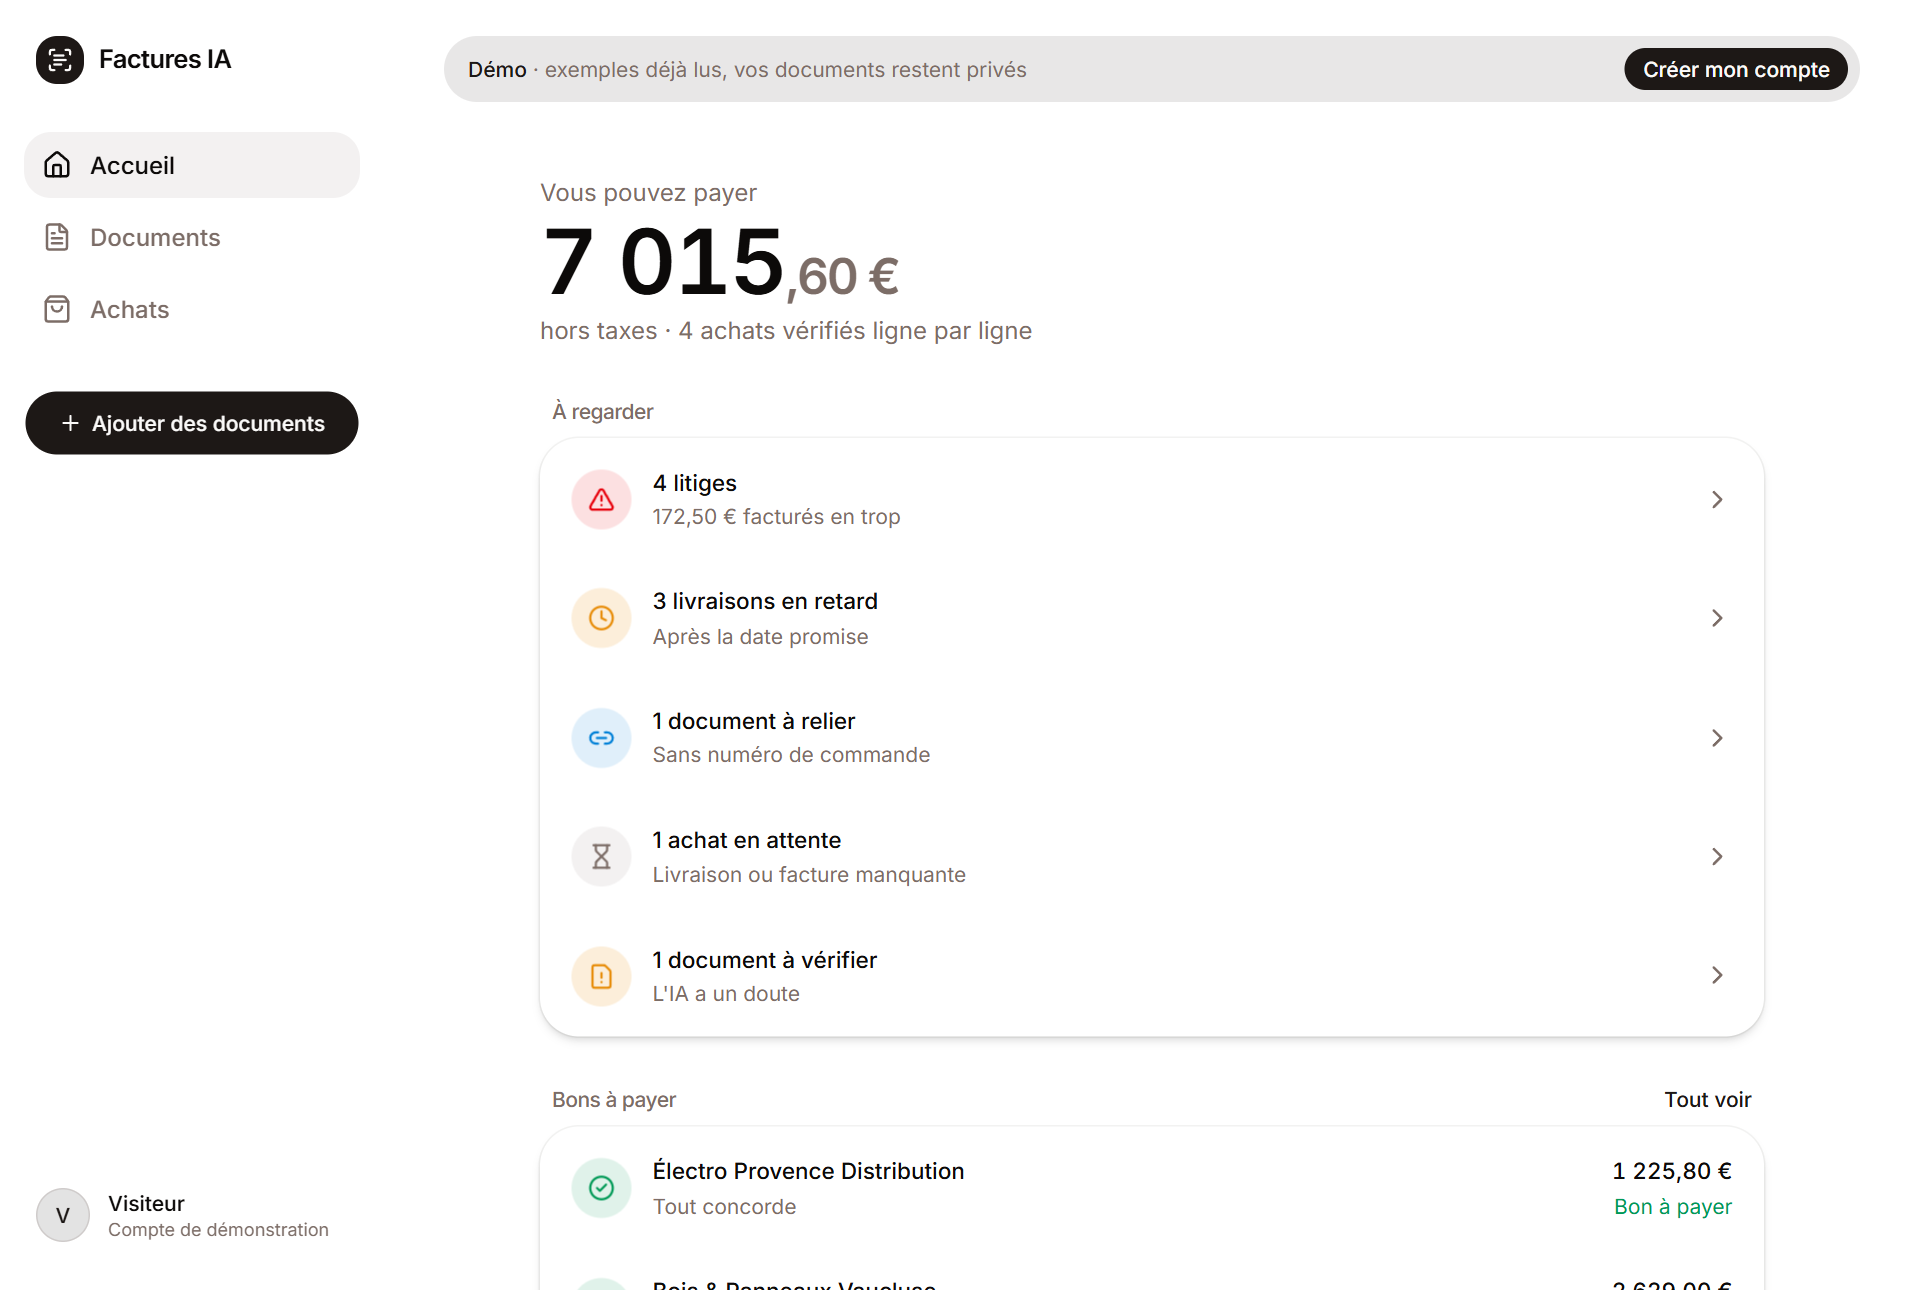 Factures IA
Démo · exemples déjà lus, vos documents restent privés
Créer mon compte
Accueil
Documents
Achats
Ajouter des documents
Vous pouvez payer
7 015,60 €
hors taxes · 4 achats vérifiés ligne par ligne
À regarder
4 litiges
172,50 € facturés en trop
3 livraisons en retard
Après la date promise
1 document à relier
Sans numéro de commande
1 achat en attente
Livraison ou facture manquante
1 document à vérifier
L'IA a un doute
Bons à payer
Tout voir
Électro Provence Distribution
1 225,80 €
Tout concorde
Bon à payer
Bois & Panneaux Vaucluse
V
Visiteur
Compte de démonstration